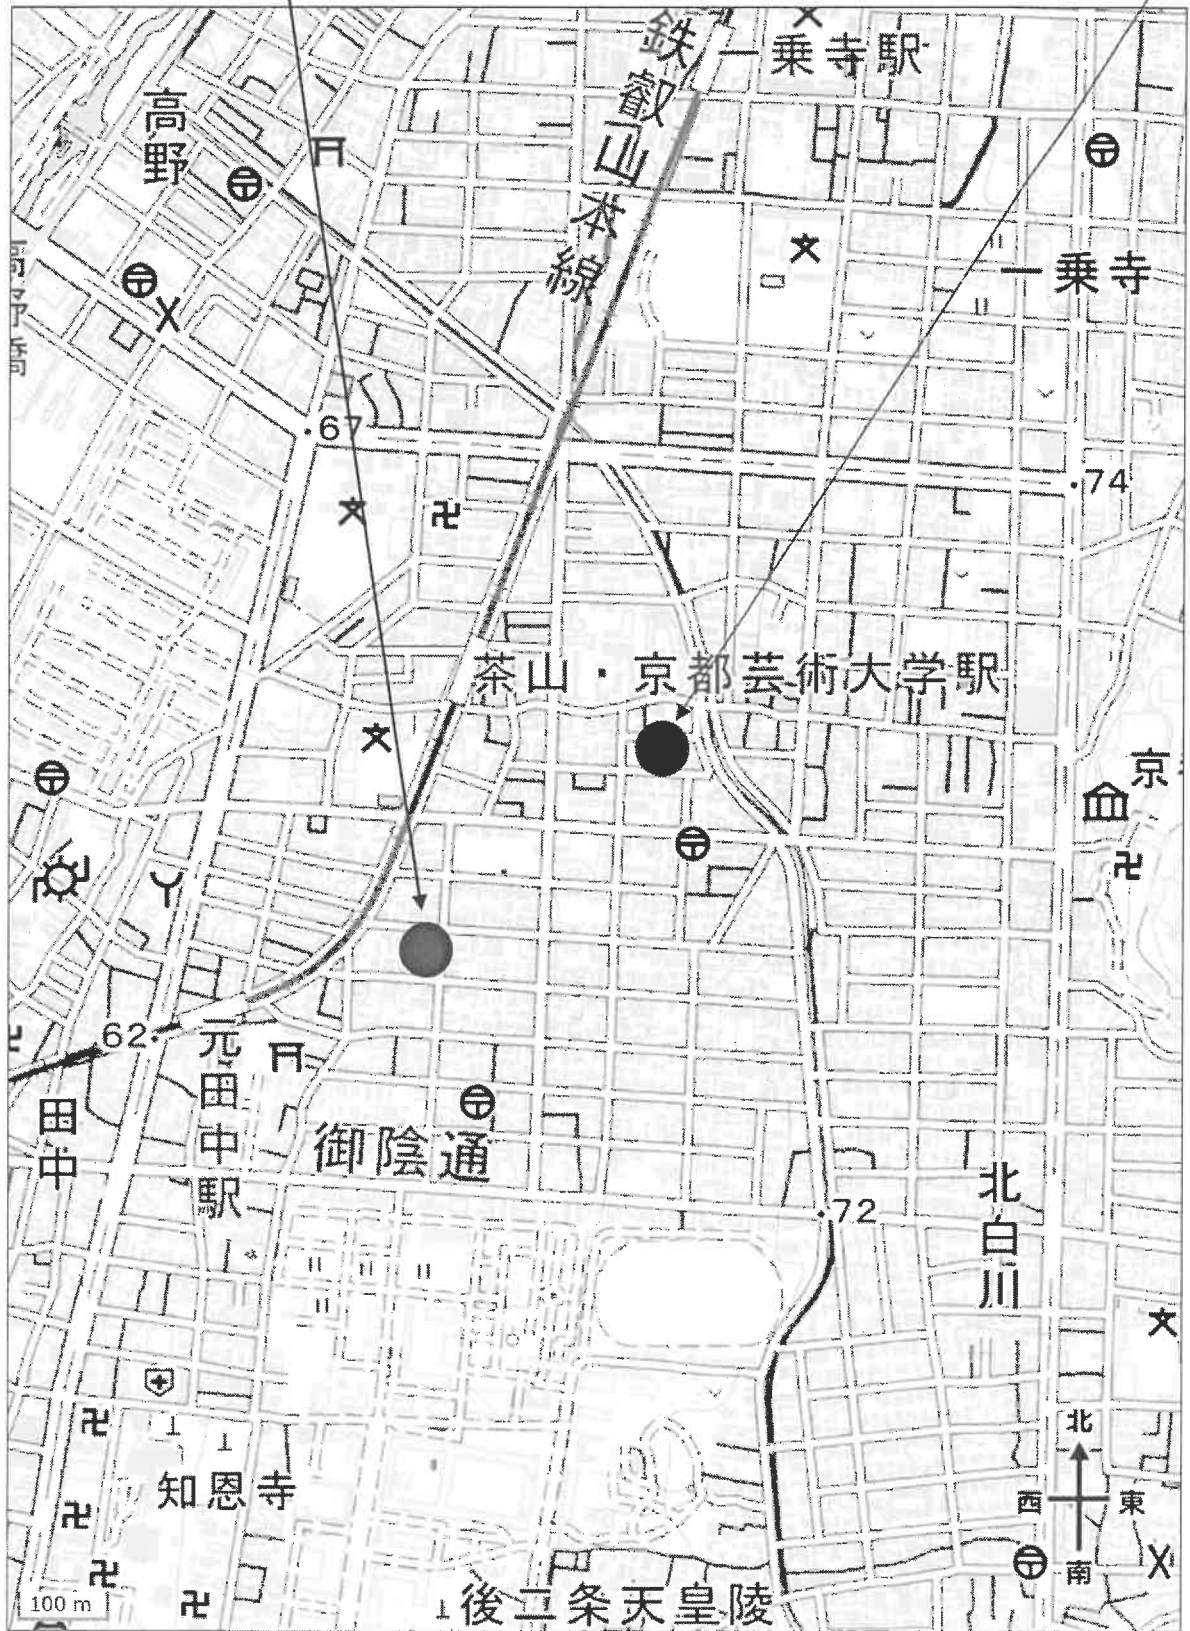 一乗寺駅
鉄叡山本線
高野
一乗寺
高野橋
67
74
茶山・京都芸術大学駅
京
62
元田中駅
田中
御陰通
72
北白川
知恩寺
北
西
東
南
100 m
後二条天皇陵